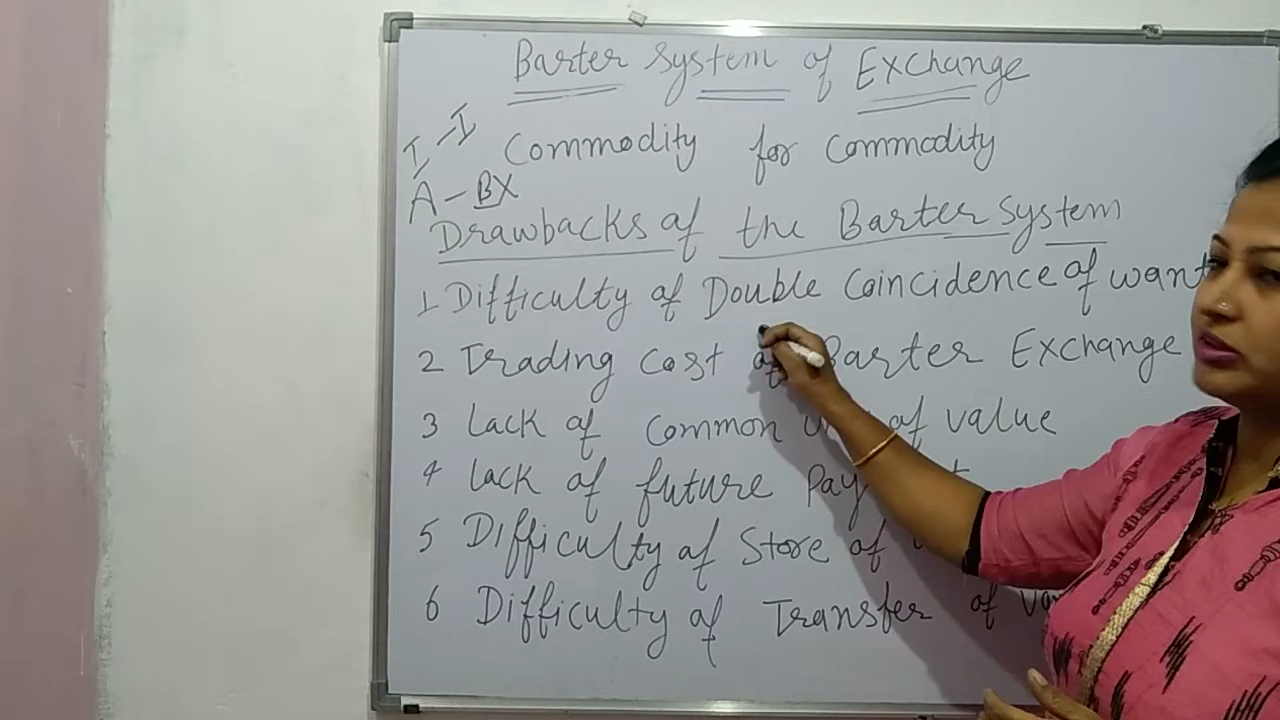 Barter System of Exchange
I - I
Commodity for Commodity
A - BX
Drawbacks of the Barter System
1 Difficulty of Double Coincidence of want
2 Trading Cost of Barter Exchange
3 Lack of Common of value
4 Lack of future Pay
5 Difficulty of Store of
6 Difficulty of Transfer of